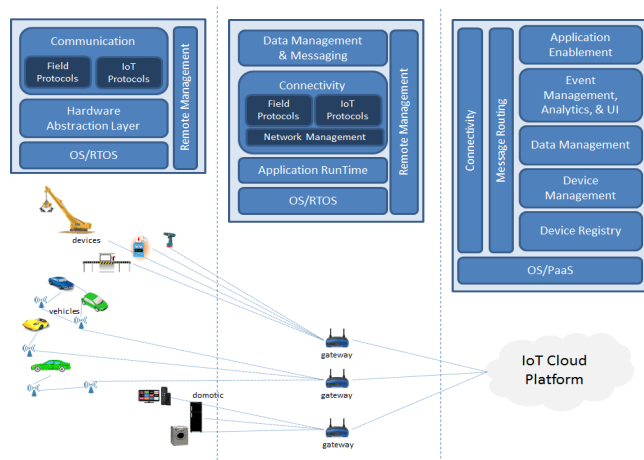 Communication
Field
Protocols
IoT
Protocols
Hardware
Abstraction Layer
OS/RTOS
Remote Management
Data Management
& Messaging
Connectivity
Field
Protocols
IoT
Protocols
Network Management
Application RunTime
OS/RTOS
Remote Management
Connectivity
Message Routing
Application
Enablement
Event
Management,
Analytics, & UI
Data Management
Device
Management
Device Registry
OS/PaaS
devices
vehicles
domotic
gateway
gateway
gateway
IoT Cloud
Platform